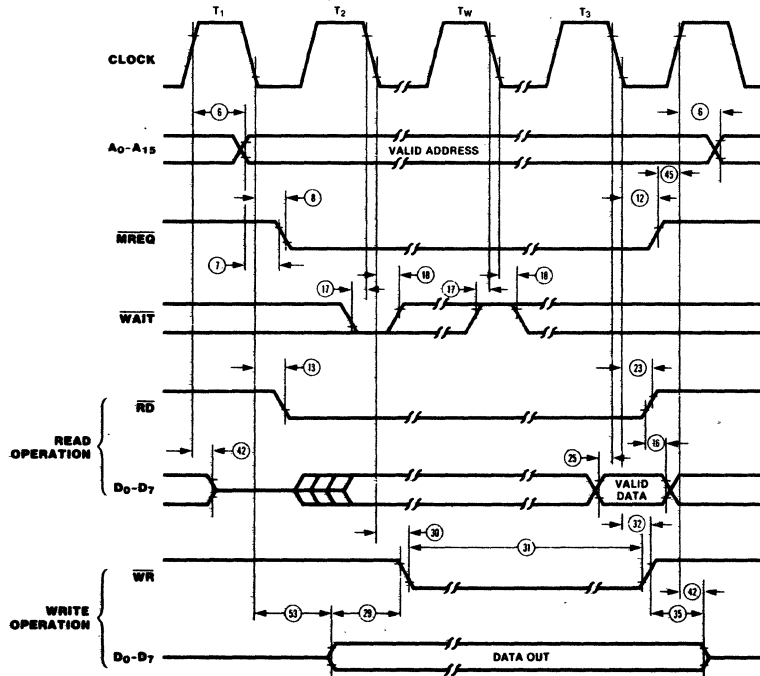 T1 T2 TW T3
CLOCK
6 6
A0-A15 VALID ADDRESS
45
8 12
MREQ
7
17 18 17 18
WAIT
13 23
RD
READ OPERATION
42 25 16
D0-D7 VALID DATA
30 31 32
WR
42
WRITE OPERATION
53 29 35
D0-D7 DATA OUT